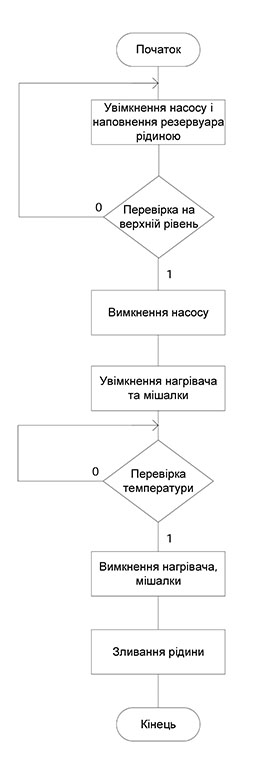 Початок
Увімкнення насосу і
наповнення резервуара
рідиною
0
Перевірка на
верхній рівень
1
Вимкнення насосу
Увімкнення нагрівача
та мішалки
0
Перевірка
температури
1
Вимкнення нагрівача,
мішалки
Зливання рідини
Кінець